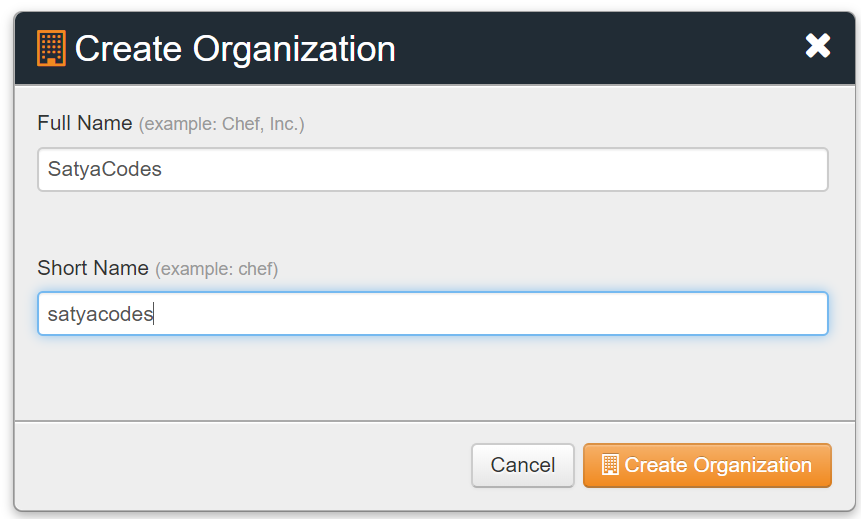 Create Organization
Full Name (example: Chef, Inc.)
SatyaCodes
Short Name (example: chef)
satyacodes
Cancel
Create Organization